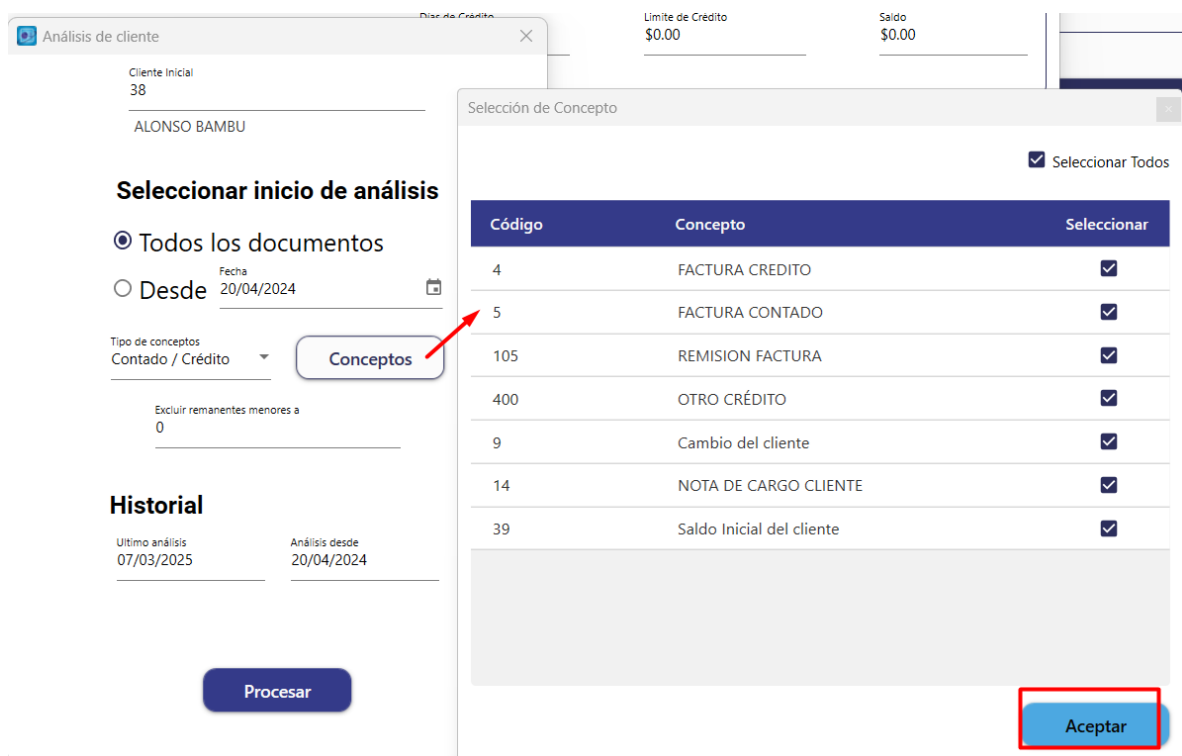 Días de Crédito
Limite de Crédito
Saldo
$0.00
$0.00
Análisis de cliente
Cliente Inicial
38
ALONSO BAMBU
Seleccionar inicio de análisis
Todos los documentos
Desde
Fecha
20/04/2024
Tipo de conceptos
Contado / Crédito
Conceptos
Excluir remanentes menores a
0
Historial
Ultimo análisis
07/03/2025
Análisis desde
20/04/2024
Procesar
Selección de Concepto
Seleccionar Todos
Código Concepto Seleccionar
4 FACTURA CREDITO
5 FACTURA CONTADO
105 REMISION FACTURA
400 OTRO CRÉDITO
9 Cambio del cliente
14 NOTA DE CARGO CLIENTE
39 Saldo Inicial del cliente
Aceptar